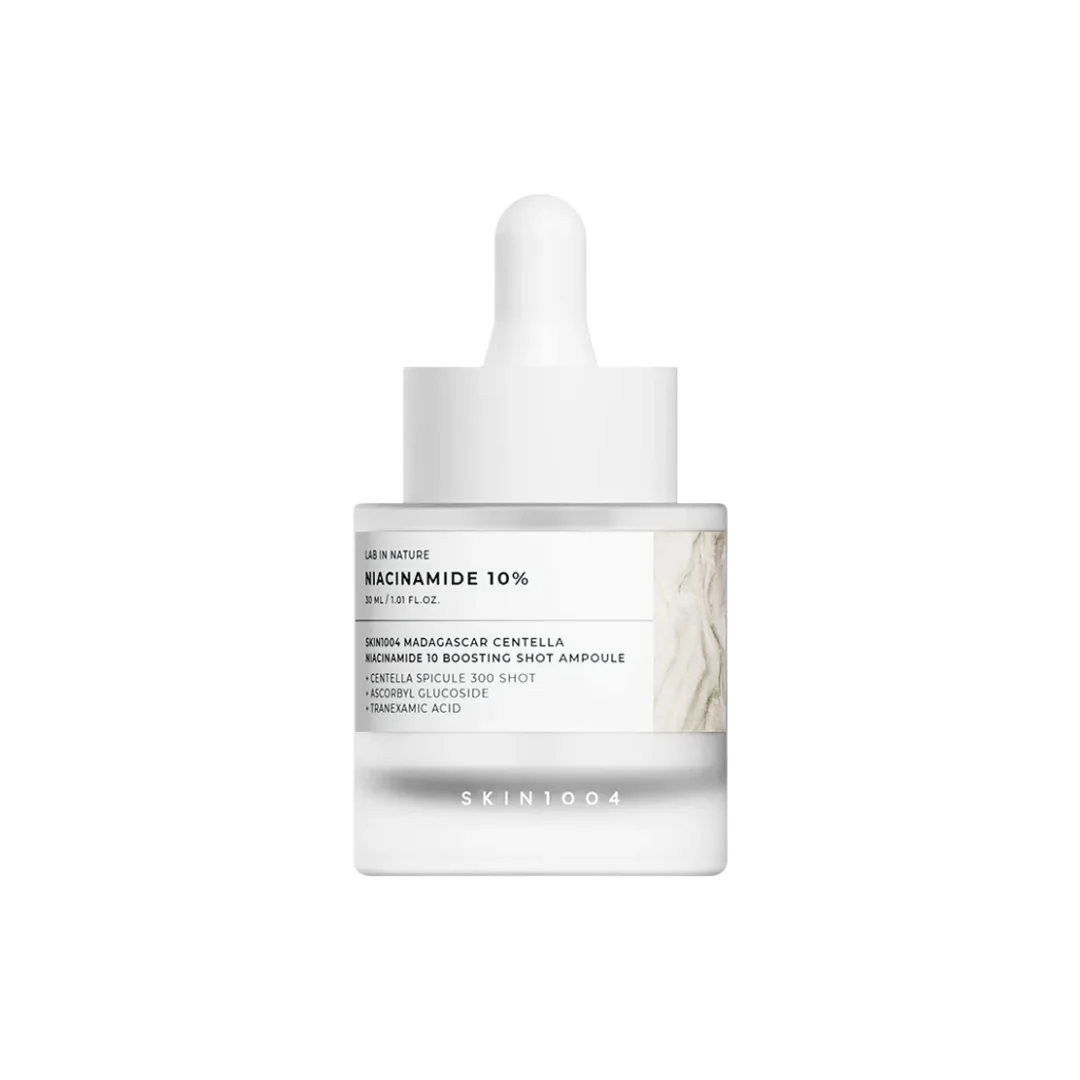 LAB IN NATURE
NIACINAMIDE 10%
30 ML / 1.01 FL.OZ.
SKIN1004 MADAGASCAR CENTELLA
NIACINAMIDE 10 BOOSTING SHOT AMPOULE
+ CENTELLA SPICULE 300 SHOT
+ ASCORBYL GLUCOSIDE
+ TRANEXAMIC ACID
SKIN1004